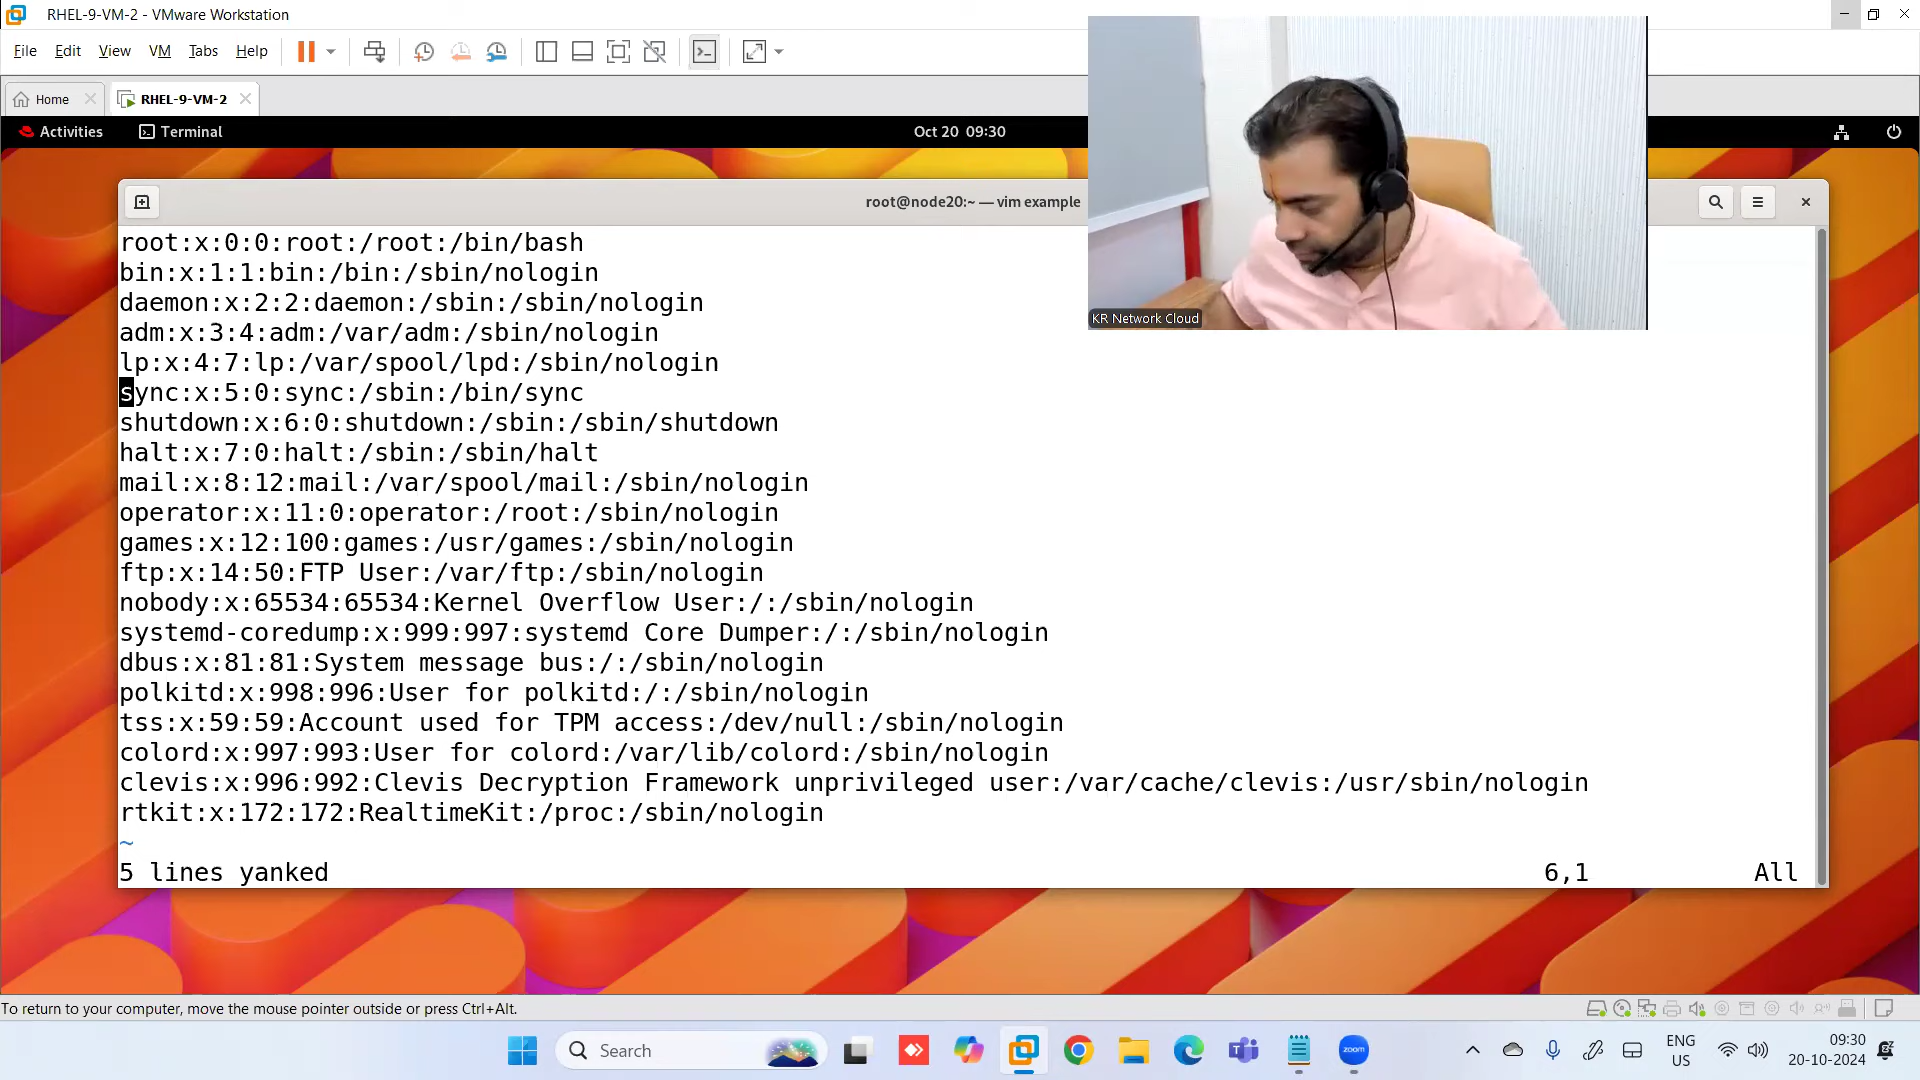 RHEL-9-VM-2 - VMware Workstation
File Edit View VM Tabs Help
Home RHEL-9-VM-2
Activities Terminal Oct 20 09:30
root@node20:~ — vim example
KR Network Cloud
root:x:0:0:root:/root:/bin/bash
bin:x:1:1:bin:/bin:/sbin/nologin
daemon:x:2:2:daemon:/sbin:/sbin/nologin
adm:x:3:4:adm:/var/adm:/sbin/nologin
lp:x:4:7:lp:/var/spool/lpd:/sbin/nologin
sync:x:5:0:sync:/sbin:/bin/sync
shutdown:x:6:0:shutdown:/sbin:/sbin/shutdown
halt:x:7:0:halt:/sbin:/sbin/halt
mail:x:8:12:mail:/var/spool/mail:/sbin/nologin
operator:x:11:0:operator:/root:/sbin/nologin
games:x:12:100:games:/usr/games:/sbin/nologin
ftp:x:14:50:FTP User:/var/ftp:/sbin/nologin
nobody:x:65534:65534:Kernel Overflow User:/:/sbin/nologin
systemd-coredump:x:999:997:systemd Core Dumper:/:/sbin/nologin
dbus:x:81:81:System message bus:/:/sbin/nologin
polkitd:x:998:996:User for polkitd:/:/sbin/nologin
tss:x:59:59:Account used for TPM access:/dev/null:/sbin/nologin
colord:x:997:993:User for colord:/var/lib/colord:/sbin/nologin
clevis:x:996:992:Clevis Decryption Framework unprivileged user:/var/cache/clevis:/usr/sbin/nologin
rtkit:x:172:172:RealtimeKit:/proc:/sbin/nologin
~
5 lines yanked 6,1 All
To return to your computer, move the mouse pointer outside or press Ctrl+Alt.
Search zoom ENG 09:30
US 20-10-2024